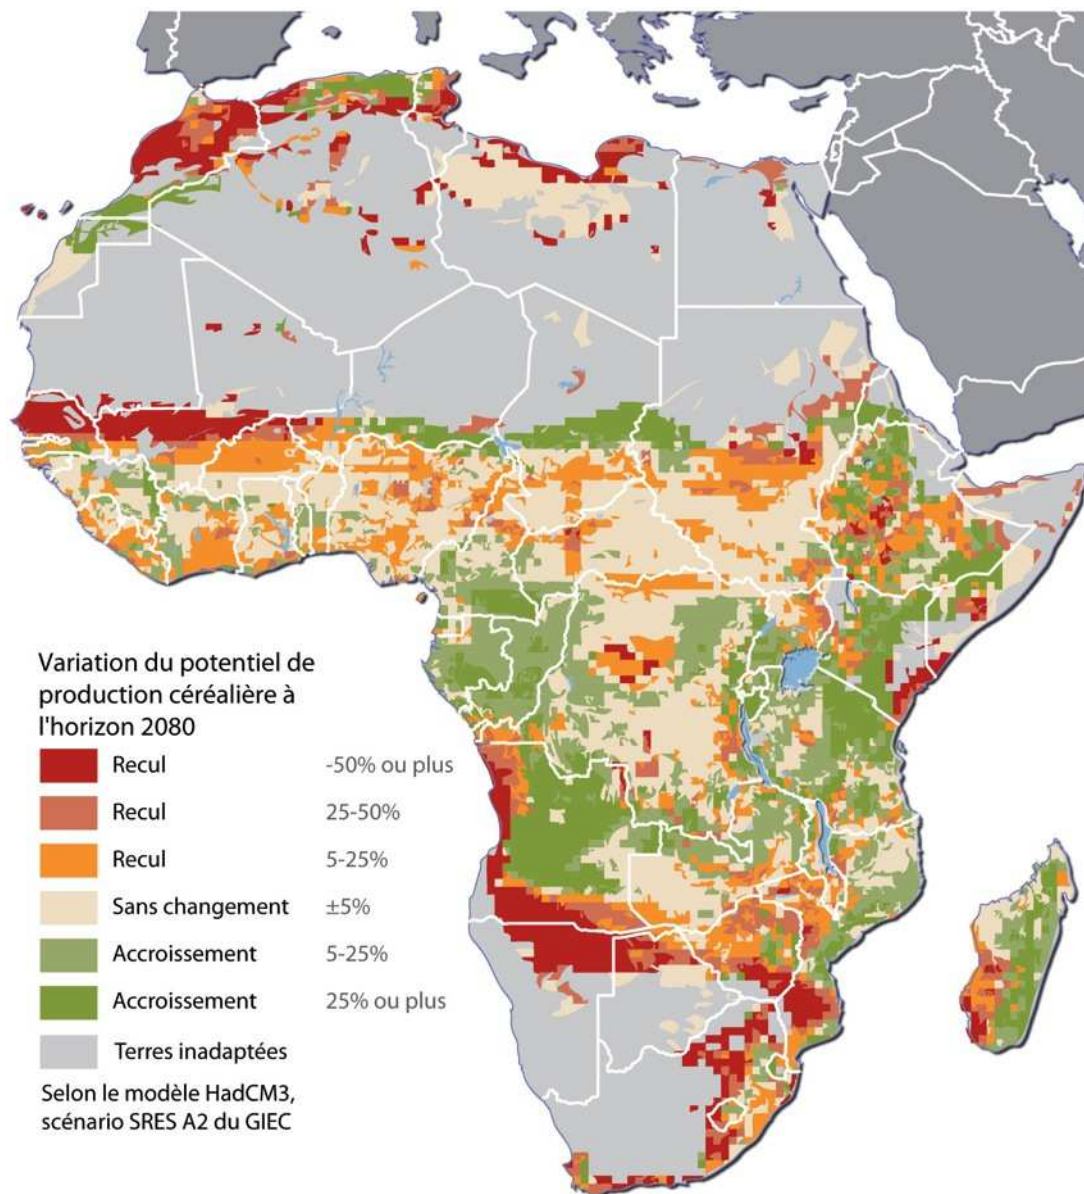 Variation du potentiel de
production céréalière à
l'horizon 2080
Recul -50% ou plus
Recul 25-50%
Recul 5-25%
Sans changement ±5%
Accroissement 5-25%
Accroissement 25% ou plus
Terres inadaptées
Selon le modèle HadCM3,
scénario SRES A2 du GIEC